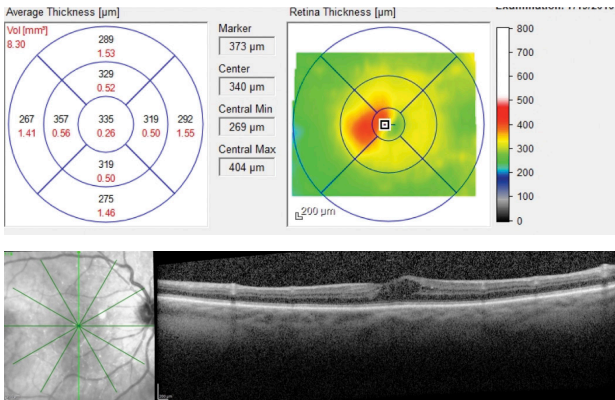 Average Thickness [µm]
Vol [mm³]
8.30
289
1.53
329
0.52
267
1.41
357
0.56
335
0.26
319
0.50
292
1.55
319
0.50
275
1.46
Marker
373 µm
Center
340 µm
Central Min
269 µm
Central Max
404 µm
Retina Thickness [µm]
200 µm
800
700
600
500
400
300
200
100
0